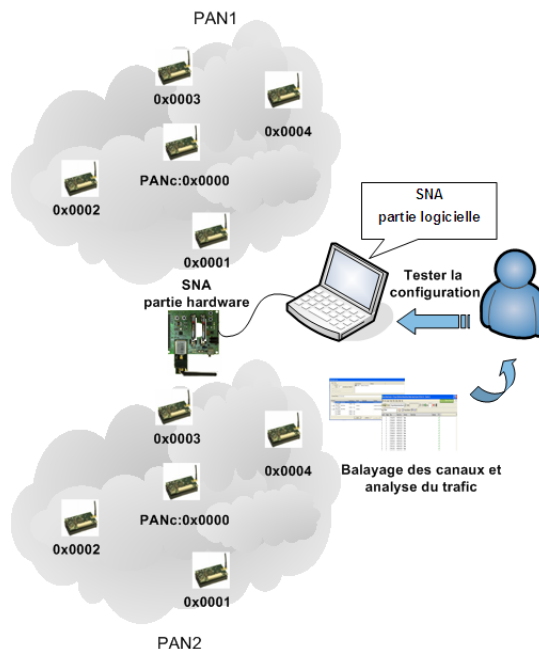 PAN1
0x0003
0x0004
PANc:0x0000
0x0002
0x0001
SNA
partie logicielle
SNA
partie hardware
Tester la
configuration
0x0003
0x0004
PANc:0x0000
0x0002
0x0001
Balayage des canaux et
analyse du trafic
PAN2